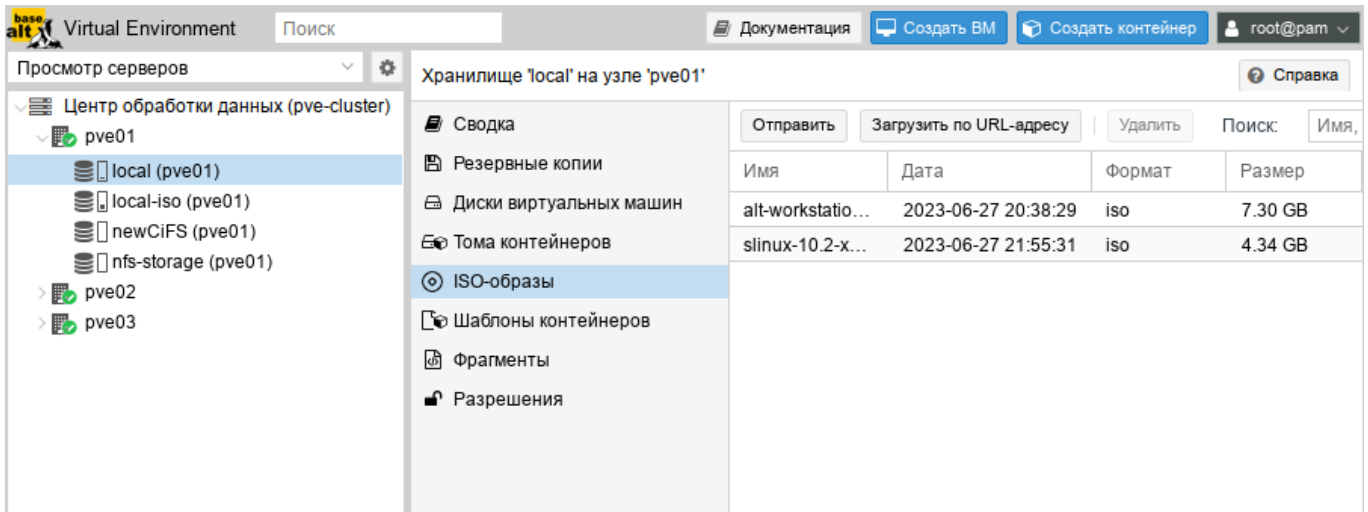 base
alt Virtual Environment Поиск Документация Создать ВМ Создать контейнер root@pam
Просмотр серверов
Центр обработки данных (pve-cluster)
pve01
local (pve01)
local-iso (pve01)
newCiFS (pve01)
nfs-storage (pve01)
pve02
pve03
Хранилище 'local' на узле 'pve01' Справка
Сводка
Резервные копии
Диски виртуальных машин
Тома контейнеров
ISO-образы
Шаблоны контейнеров
Фрагменты
Разрешения
Отправить Загрузить по URL-адресу Удалить Поиск: Имя,
Имя Дата Формат Размер
alt-workstatio... 2023-06-27 20:38:29 iso 7.30 GB
slinux-10.2-x... 2023-06-27 21:55:31 iso 4.34 GB